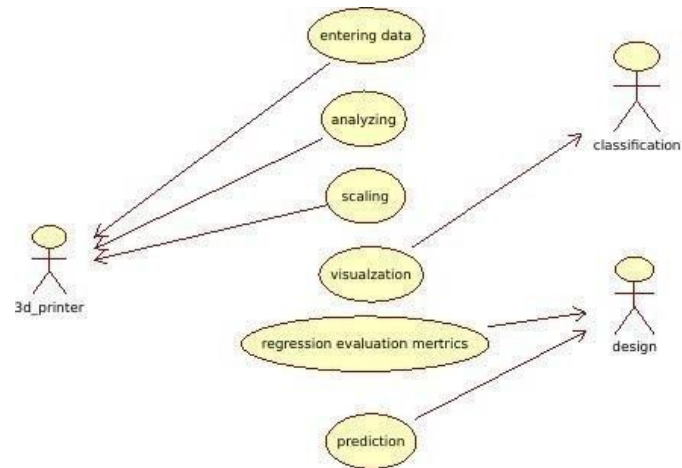 entering data
analyzing
classification
scaling
visualzation
3d_printer
regression evaluation mertrics
design
prediction